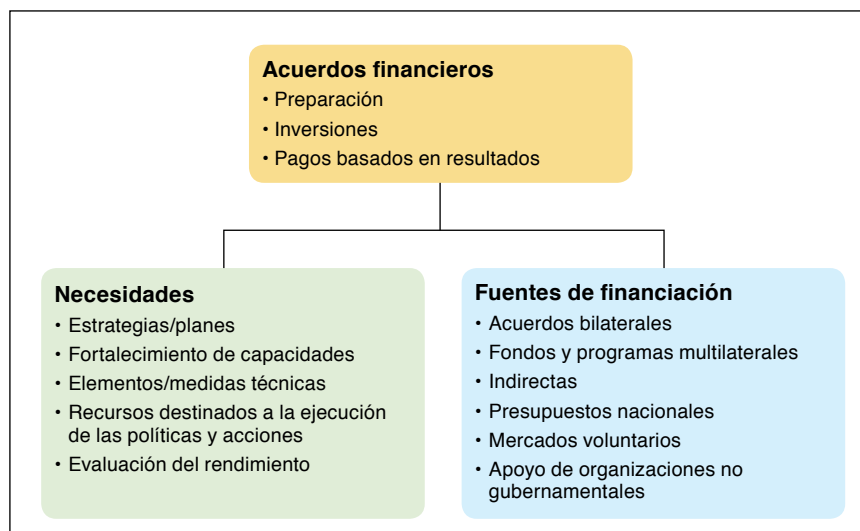 Acuerdos financieros
• Preparación
• Inversiones
• Pagos basados en resultados
Necesidades
• Estrategias/planes
• Fortalecimiento de capacidades
• Elementos/medidas técnicas
• Recursos destinados a la ejecución
de las políticas y acciones
• Evaluación del rendimiento
Fuentes de financiación
• Acuerdos bilaterales
• Fondos y programas multilaterales
• Indirectas
• Presupuestos nacionales
• Mercados voluntarios
• Apoyo de organizaciones no
gubernamentales